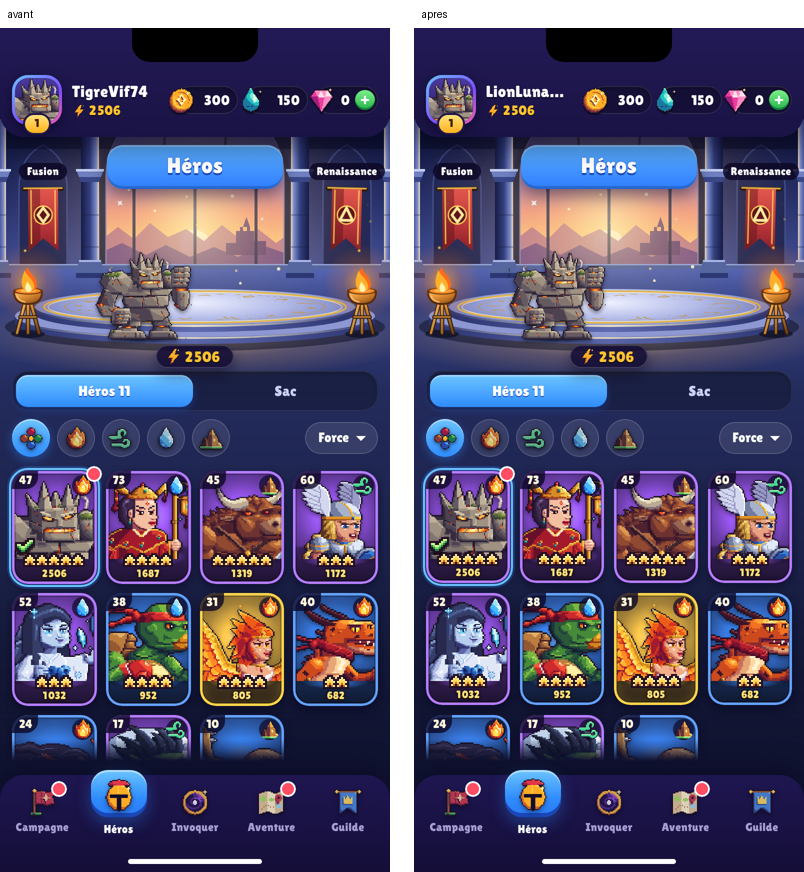 avant
apres
TigreVif74
2506
300
150
0
1
Fusion
Héros
Renaissance
2506
Héros 11
Sac
Force
47
73
45
60
2506
1687
1319
1172
52
38
31
40
1032
952
805
682
24
17
10
Campagne
Héros
Invoquer
Aventure
Guilde
LionLuna...
2506
300
150
0
1
Fusion
Héros
Renaissance
2506
Héros 11
Sac
Force
47
73
45
60
2506
1687
1319
1172
52
38
31
40
1032
952
805
682
24
17
10
Campagne
Héros
Invoquer
Aventure
Guilde